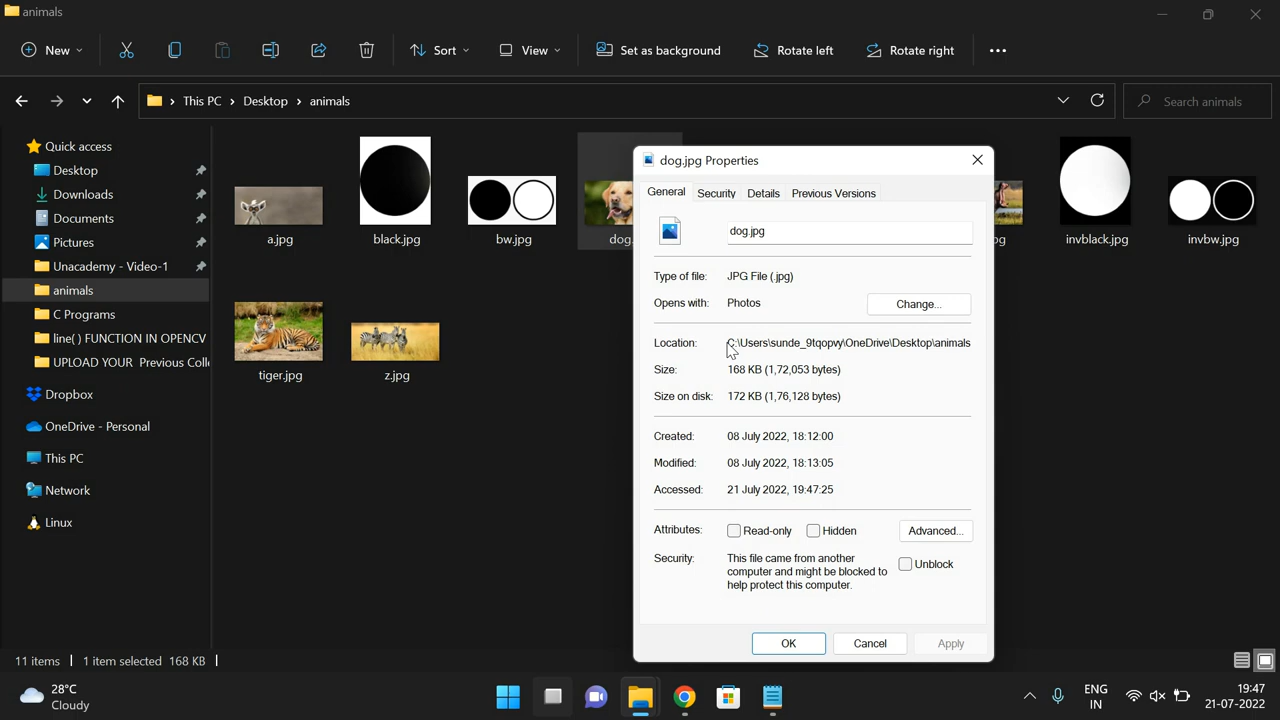 animals
New
Sort
View
Set as background
Rotate left
Rotate right
This PC
Desktop
animals
Search animals
Quick access
Desktop
Downloads
Documents
Pictures
Unacademy - Video-1
animals
C Programs
line( ) FUNCTION IN OPENCV
UPLOAD YOUR Previous Coll
Dropbox
OneDrive - Personal
This PC
Network
Linux
a.jpg
black.jpg
bw.jpg
dog.
invblack.jpg
invbw.jpg
tiger.jpg
z.jpg
dog.jpg Properties
General Security Details Previous Versions
dog.jpg
Type of file: JPG File (.jpg)
Opens with: Photos Change...
Location: C:\Users\sunde_9tqopvy\OneDrive\Desktop\animals
Size: 168 KB (1,72,053 bytes)
Size on disk: 172 KB (1,76,128 bytes)
Created: 08 July 2022, 18:12:00
Modified: 08 July 2022, 18:13:05
Accessed: 21 July 2022, 19:47:25
Attributes: Read-only Hidden Advanced...
Security: This file came from another
computer and might be blocked to
help protect this computer.
Unblock
OK Cancel Apply
11 items 1 item selected 168 KB
28°C
Cloudy
ENG
IN
19:47
21-07-2022